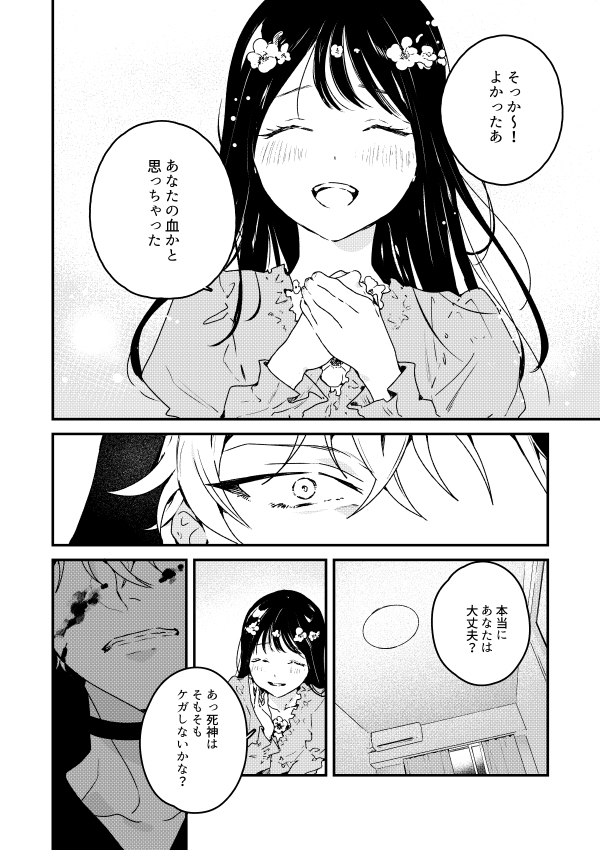 そっか～！
よかったぁ
あなたの血かと
思っちゃった
本当に
あなたは
大丈夫？
あっ死神は
そもそも
ケガしないかな？